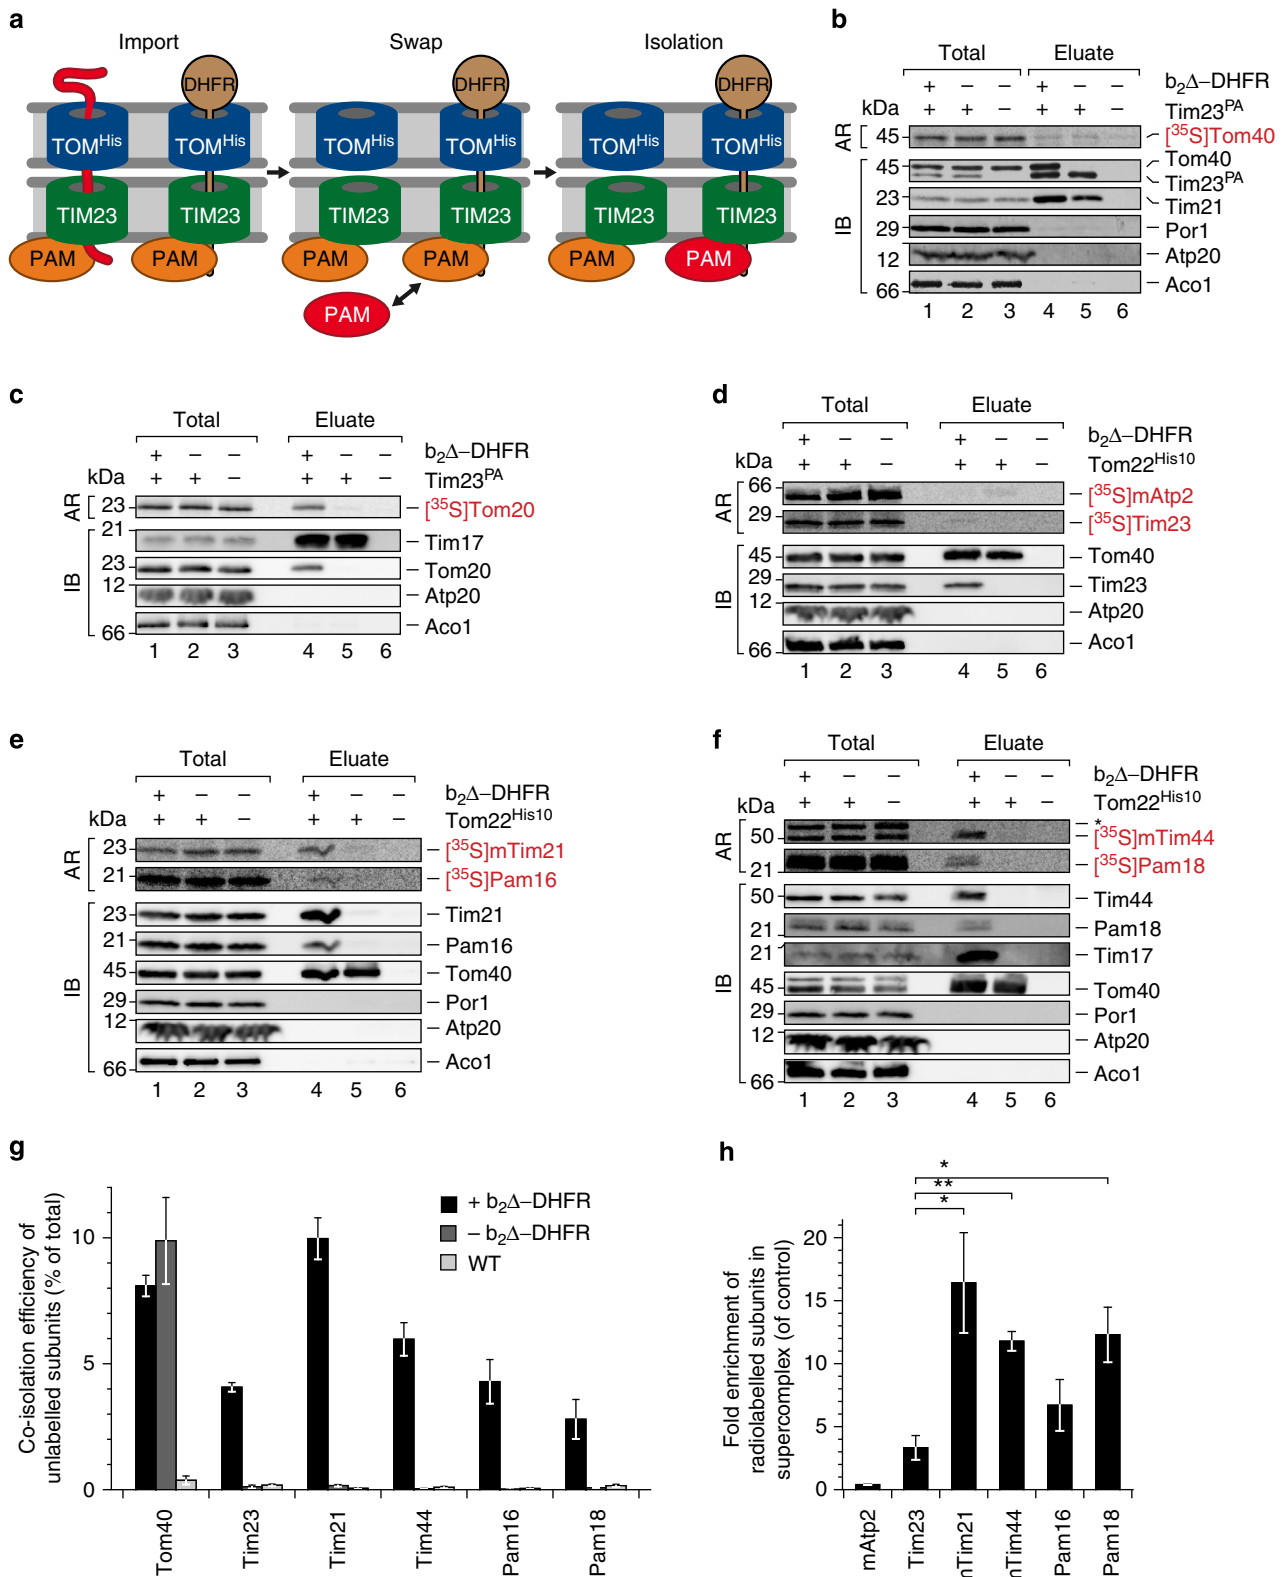 a
Import
Swap
Isolation
DHFR
DHFR
DHFR
TOMHis
TOMHis
TOMHis
TOMHis
TOMHis
TOMHis
TIM23
TIM23
TIM23
TIM23
TIM23
TIM23
PAM
PAM
PAM
PAM
PAM
PAM
PAM
b
Total
Eluate
+ − − + − − b2Δ–DHFR
kDa + + − + + − Tim23PA
AR 45 [35S]Tom40
IB 45 Tom40
Tim23PA
23 Tim21
29 Por1
12 Atp20
66 Aco1
1 2 3 4 5 6
c
Total
Eluate
+ − − + − − b2Δ–DHFR
kDa + + − + + − Tim23PA
AR 23 [35S]Tom20
IB 21 Tim17
23 Tom20
12 Atp20
66 Aco1
1 2 3 4 5 6
d
Total
Eluate
+ − − + − − b2Δ–DHFR
kDa + + − + + − Tom22His10
AR 66 [35S]mAtp2
29 [35S]Tim23
IB 45 Tom40
29 Tim23
12 Atp20
66 Aco1
1 2 3 4 5 6
e
Total
Eluate
+ − − + − − b2Δ–DHFR
kDa + + − + + − Tom22His10
AR 23 [35S]mTim21
21 [35S]Pam16
IB 23 Tim21
21 Pam16
45 Tom40
29 Por1
12 Atp20
66 Aco1
1 2 3 4 5 6
f
Total
Eluate
+ − − + − − b2Δ–DHFR
kDa + + − + + − Tom22His10
*
AR 50 [35S]mTim44
21 [35S]Pam18
IB 50 Tim44
21 Pam18
21 Tim17
45 Tom40
29 Por1
12 Atp20
66 Aco1
1 2 3 4 5 6
g
Co-isolation efficiency of
unlabelled subunits (% of total)
10
5
0
+ b2Δ–DHFR
− b2Δ–DHFR
WT
Tom40
Tim23
Tim21
Tim44
Pam16
Pam18
h
Fold enrichment of
radiolabelled subunits in
supercomplex (of control)
20
15
10
5
0
*
**
*
mAtp2
Tim23
mTim21
mTim44
Pam16
Pam18